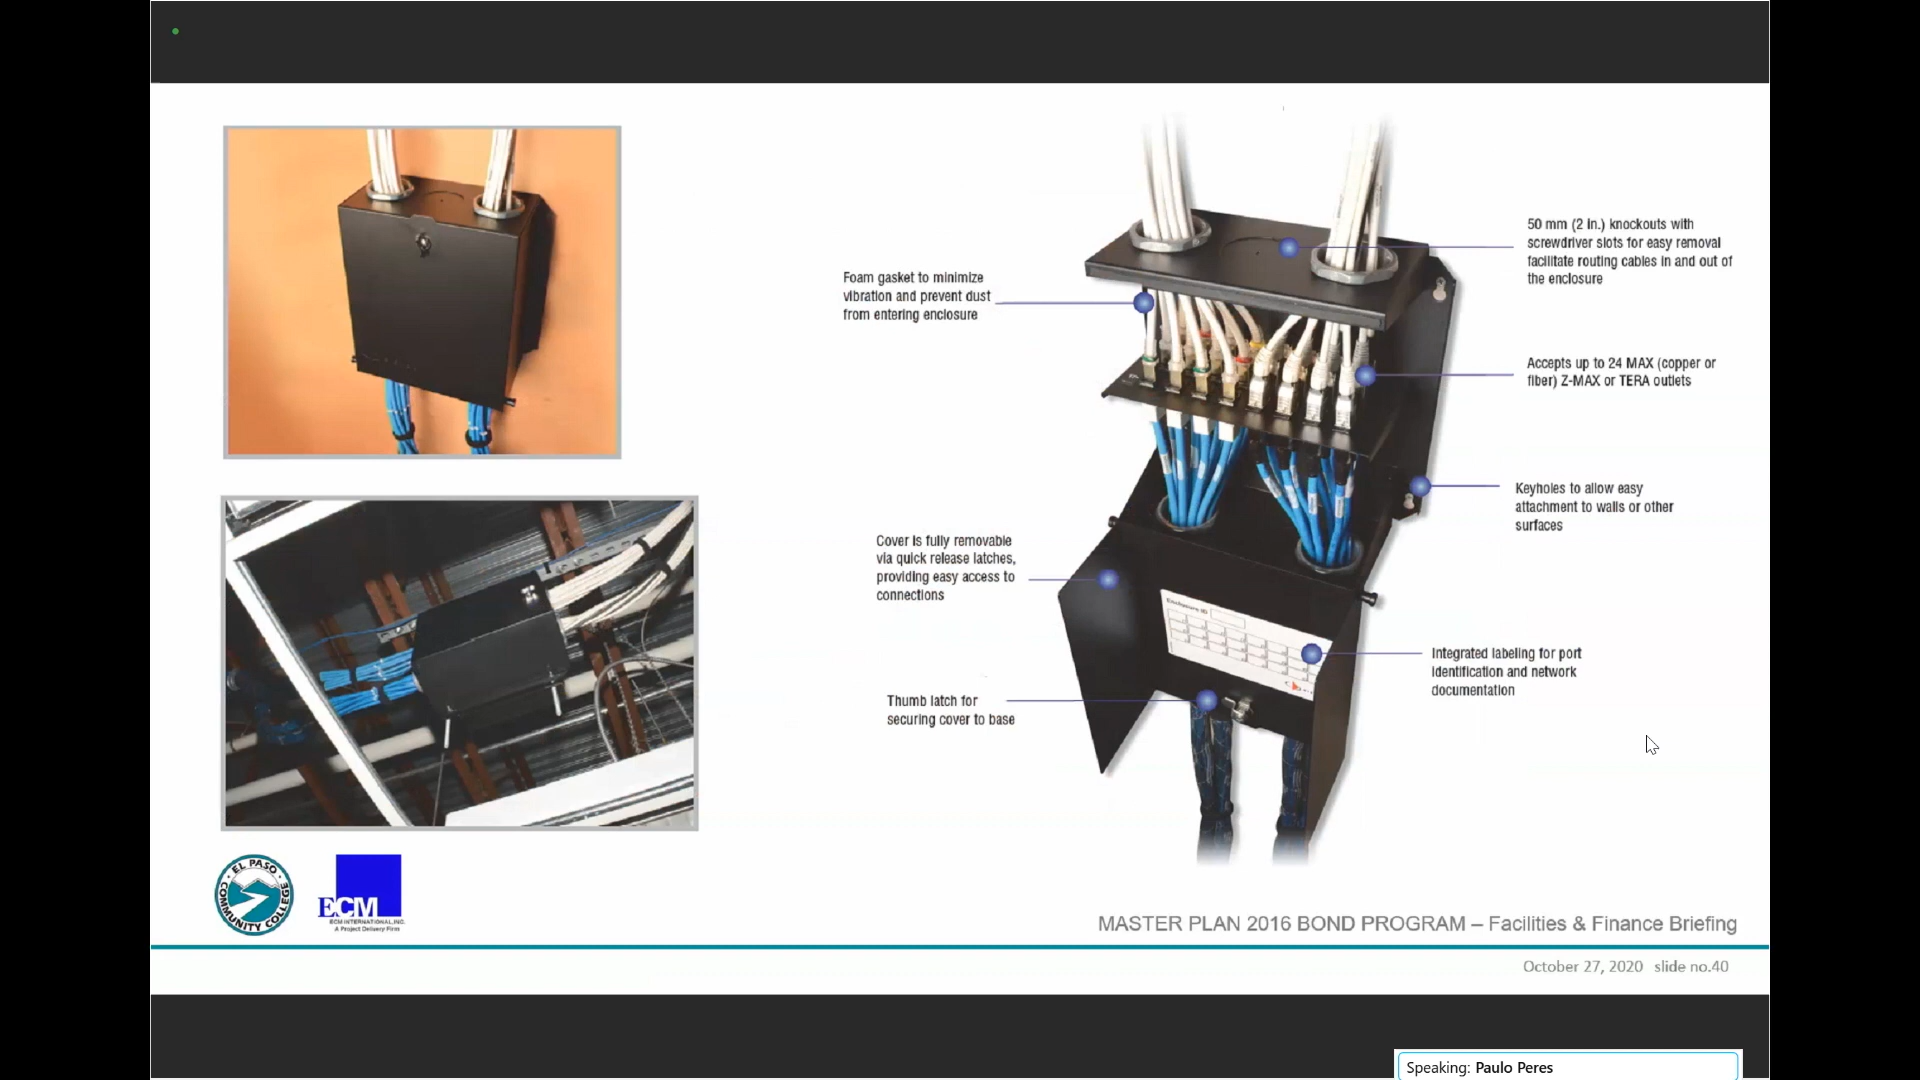 Foam gasket to minimize
vibration and prevent dust
from entering enclosure
50 mm (2 in.) knockouts with
screwdriver slots for easy removal
facilitate routing cables in and out of
the enclosure
Accepts up to 24 MAX (copper or
fiber) Z-MAX or TERA outlets
Keyholes to allow easy
attachment to walls or other
surfaces
Cover is fully removable
via quick release latches,
providing easy access to
connections
Enclosure ID
Integrated labeling for port
identification and network
documentation
Thumb latch for
securing cover to base
EL PASO
COMMUNITY COLLEGE
ECM
ECM INTERNATIONAL, INC.
A Project Delivery Firm
MASTER PLAN 2016 BOND PROGRAM – Facilities & Finance Briefing
October 27, 2020 slide no.40
Speaking: Paulo Peres